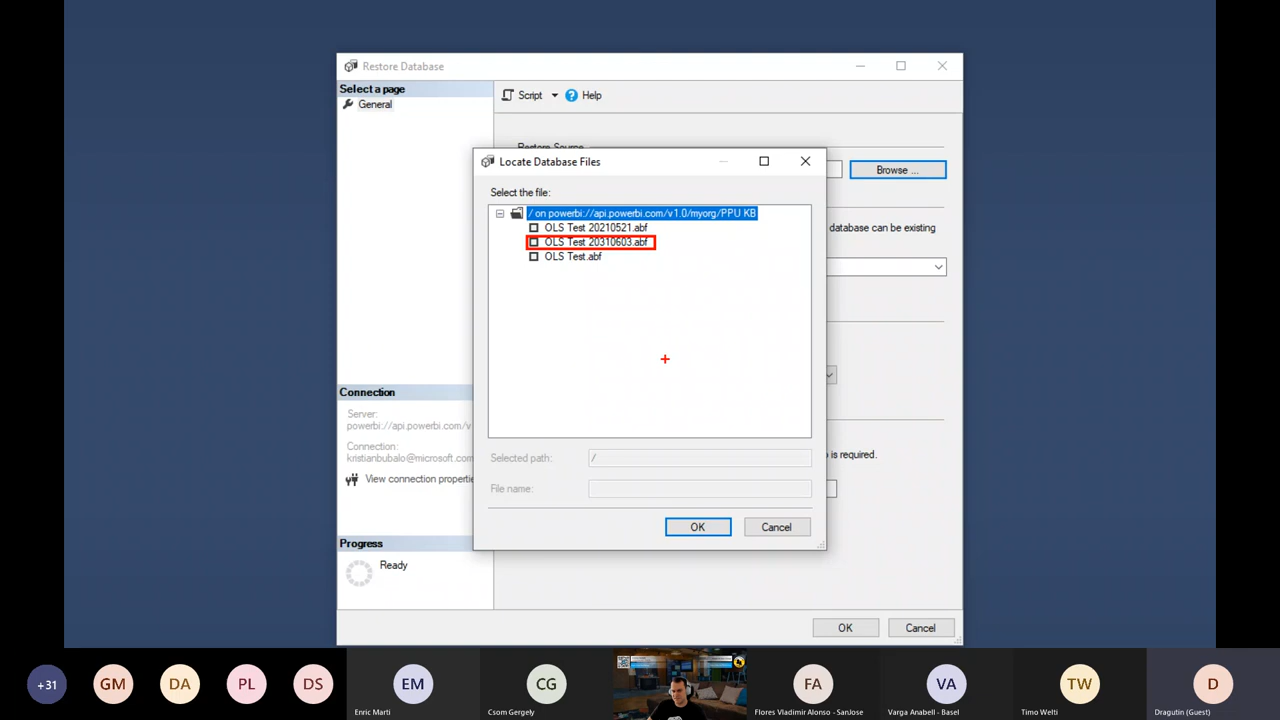 Restore Database
Select a page
General
Script
Help
Restore Source
Browse ...
Locate Database Files
Select the file:
/ on powerbi://api.powerbi.com/v1.0/myorg/PPU KB
OLS Test 20210521.abf
OLS Test 20310603.abf
OLS Test.abf
database can be existing
Connection
Server:
powerbi://api.powerbi.com/v
Connection:
kristianbubalo@microsoft.com
View connection properti
Selected path:
/
is required.
File name:
OK
Cancel
Progress
Ready
OK
Cancel
+31
GM
DA
PL
DS
EM
CG
FA
VA
TW
D
Enric Marti
Csom Gergely
Flores Vladimir Alonso - SanJose
Varga Anabell - Basel
Timo Welti
Dragutin (Guest)